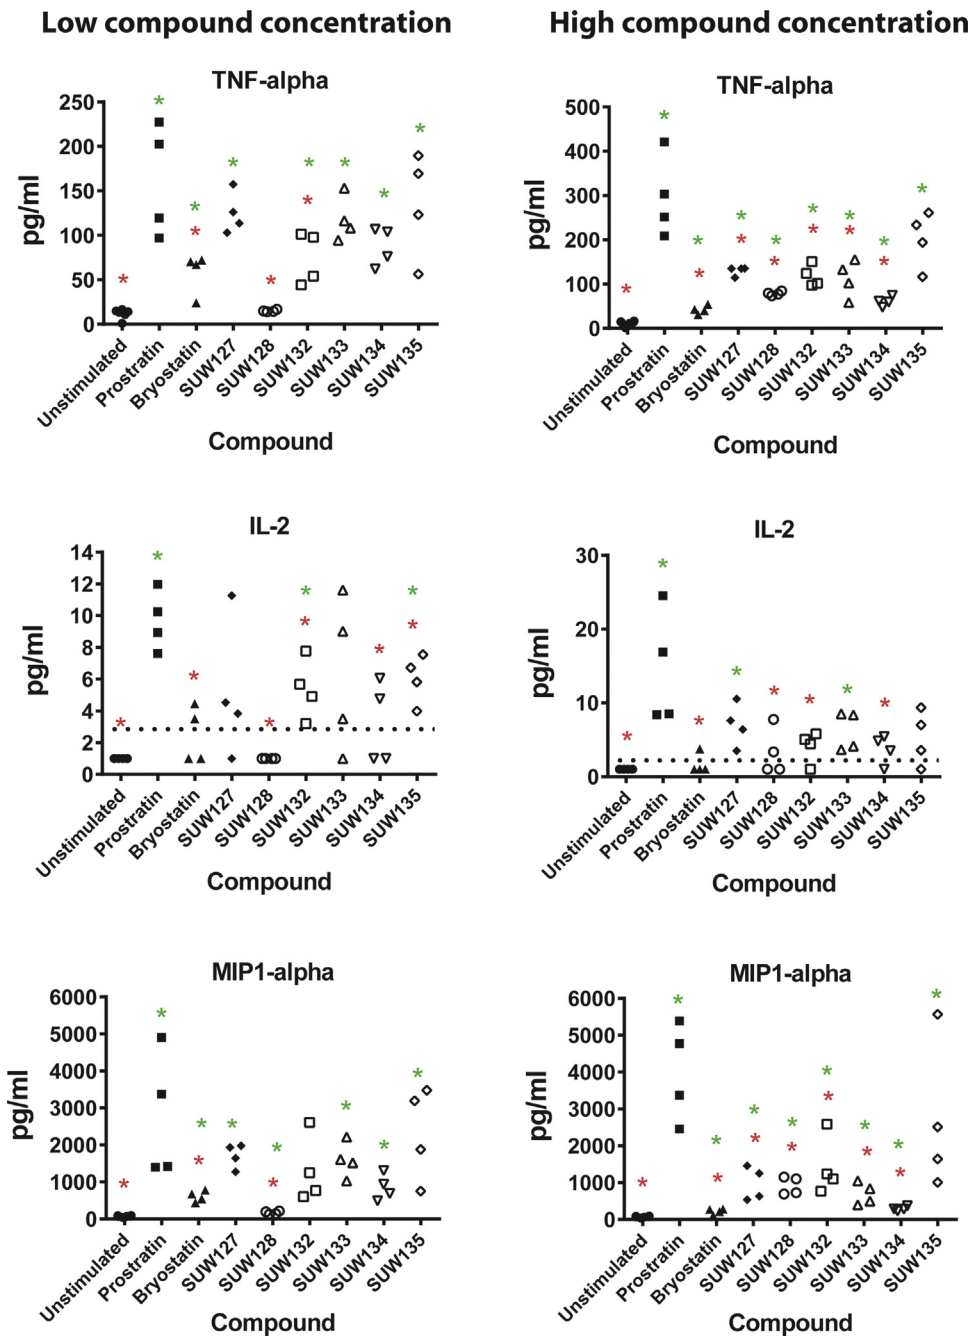 Low compound concentration
High compound concentration
TNF-alpha
pg/ml
250
200
150
100
50
0
Unstimulated
Prostratin
Bryostatin
SUW127
SUW128
SUW132
SUW133
SUW134
SUW135
Compound
TNF-alpha
pg/ml
500
400
300
200
100
0
Unstimulated
Prostratin
Bryostatin
SUW127
SUW128
SUW132
SUW133
SUW134
SUW135
Compound
IL-2
pg/ml
14
12
10
8
6
4
2
0
Unstimulated
Prostratin
Bryostatin
SUW127
SUW128
SUW132
SUW133
SUW134
SUW135
Compound
IL-2
pg/ml
30
20
10
0
Unstimulated
Prostratin
Bryostatin
SUW127
SUW128
SUW132
SUW133
SUW134
SUW135
Compound
MIP1-alpha
pg/ml
6000
5000
4000
3000
2000
1000
0
Unstimulated
Prostratin
Bryostatin
SUW127
SUW128
SUW132
SUW133
SUW134
SUW135
Compound
MIP1-alpha
pg/ml
6000
5000
4000
3000
2000
1000
0
Unstimulated
Prostratin
Bryostatin
SUW127
SUW128
SUW132
SUW133
SUW134
SUW135
Compound